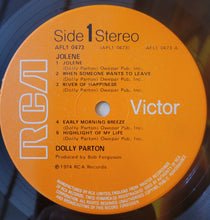 Side 1 Stereo
AFL1 0473 (AFL1 0473) AFL1 0473 A
JOLENE
1 JOLENE
(Dolly Parton) Owepar Pub. Inc.
2 WHEN SOMEONE WANTS TO LEAVE
(Dolly Parton) Owepar Pub., Inc.
3 RIVER OF HAPPINESS
(Dolly Parton) Owepar Pub. Inc.
RCA
Victor
4 EARLY MORNING BREEZE
(Dolly Parton) Owepar Pub. Inc.
5 HIGHLIGHT OF MY LIFE
(Dolly Parton) Owepar Pub. Inc.
DOLLY PARTON
Produced by Bob Ferguson
℗ 1974 RCA Records